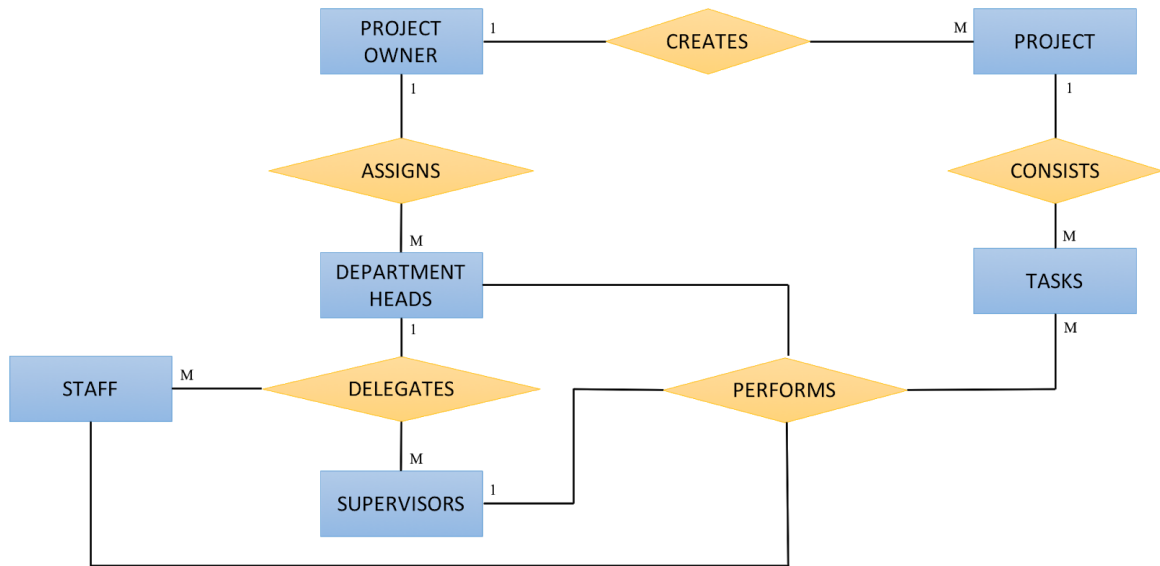 PROJECT
OWNER
1
CREATES
M
PROJECT
1
1
ASSIGNS
CONSISTS
M
M
DEPARTMENT
HEADS
TASKS
1
M
STAFF
M
DELEGATES
PERFORMS
M
SUPERVISORS
1